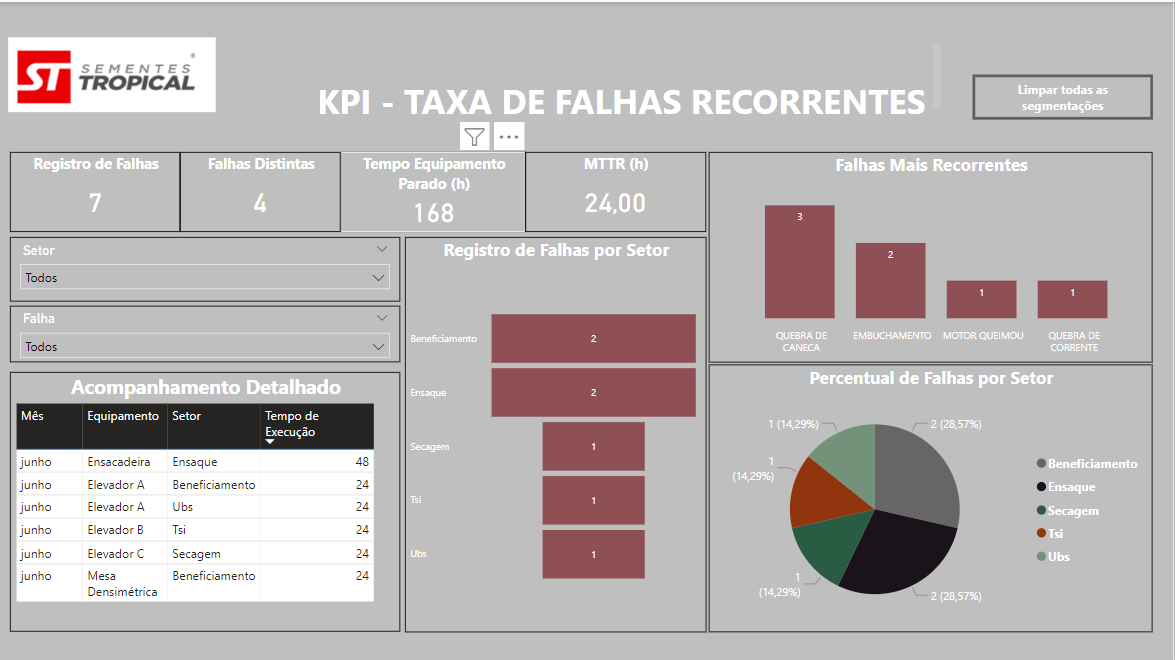 ST SEMENTES TROPICAL ®
KPI - TAXA DE FALHAS RECORRENTES
Limpar todas as
segmentações
Registro de Falhas
7
Falhas Distintas
4
Tempo Equipamento
Parado (h)
168
MTTR (h)
24,00
Setor
Todos
Falha
Todos
Acompanhamento Detalhado
Mês Equipamento Setor Tempo de
Execução
junho Ensacadeira Ensaque 48
junho Elevador A Beneficiamento 24
junho Elevador A Ubs 24
junho Elevador B Tsi 24
junho Elevador C Secagem 24
junho Mesa Beneficiamento 24
Densimétrica
Registro de Falhas por Setor
Beneficiamento 2
Ensaque 2
Secagem 1
Tsi 1
Ubs 1
Falhas Mais Recorrentes
3
2
1
1
QUEBRA DE
CANECA
EMBUCHAMENTO
MOTOR QUEIMOU
QUEBRA DE
CORRENTE
Percentual de Falhas por Setor
1 (14,29%)
2 (28,57%)
1
(14,29%)
1
(14,29%)
2 (28,57%)
Beneficiamento
Ensaque
Secagem
Tsi
Ubs